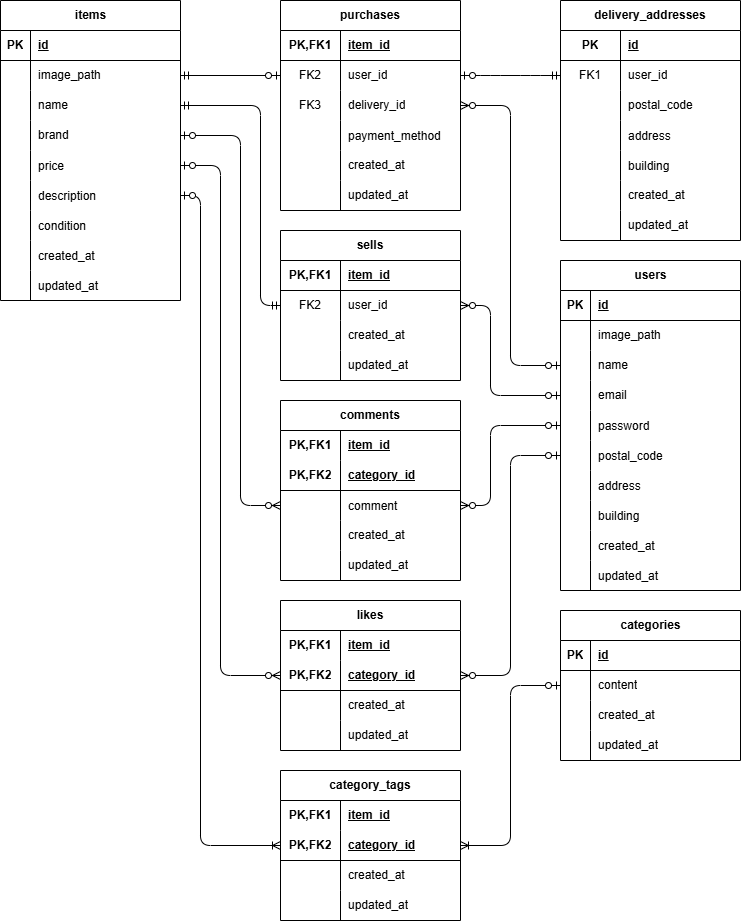 items
PK id
image_path
name
brand
price
description
condition
created_at
updated_at
purchases
PK,FK1 item_id
FK2 user_id
FK3 delivery_id
payment_method
created_at
updated_at
delivery_addresses
PK id
FK1 user_id
postal_code
address
building
created_at
updated_at
sells
PK,FK1 item_id
FK2 user_id
created_at
updated_at
users
PK id
image_path
name
email
password
postal_code
address
building
created_at
updated_at
comments
PK,FK1 item_id
PK,FK2 category_id
comment
created_at
updated_at
likes
PK,FK1 item_id
PK,FK2 category_id
created_at
updated_at
categories
PK id
content
created_at
updated_at
category_tags
PK,FK1 item_id
PK,FK2 category_id
created_at
updated_at